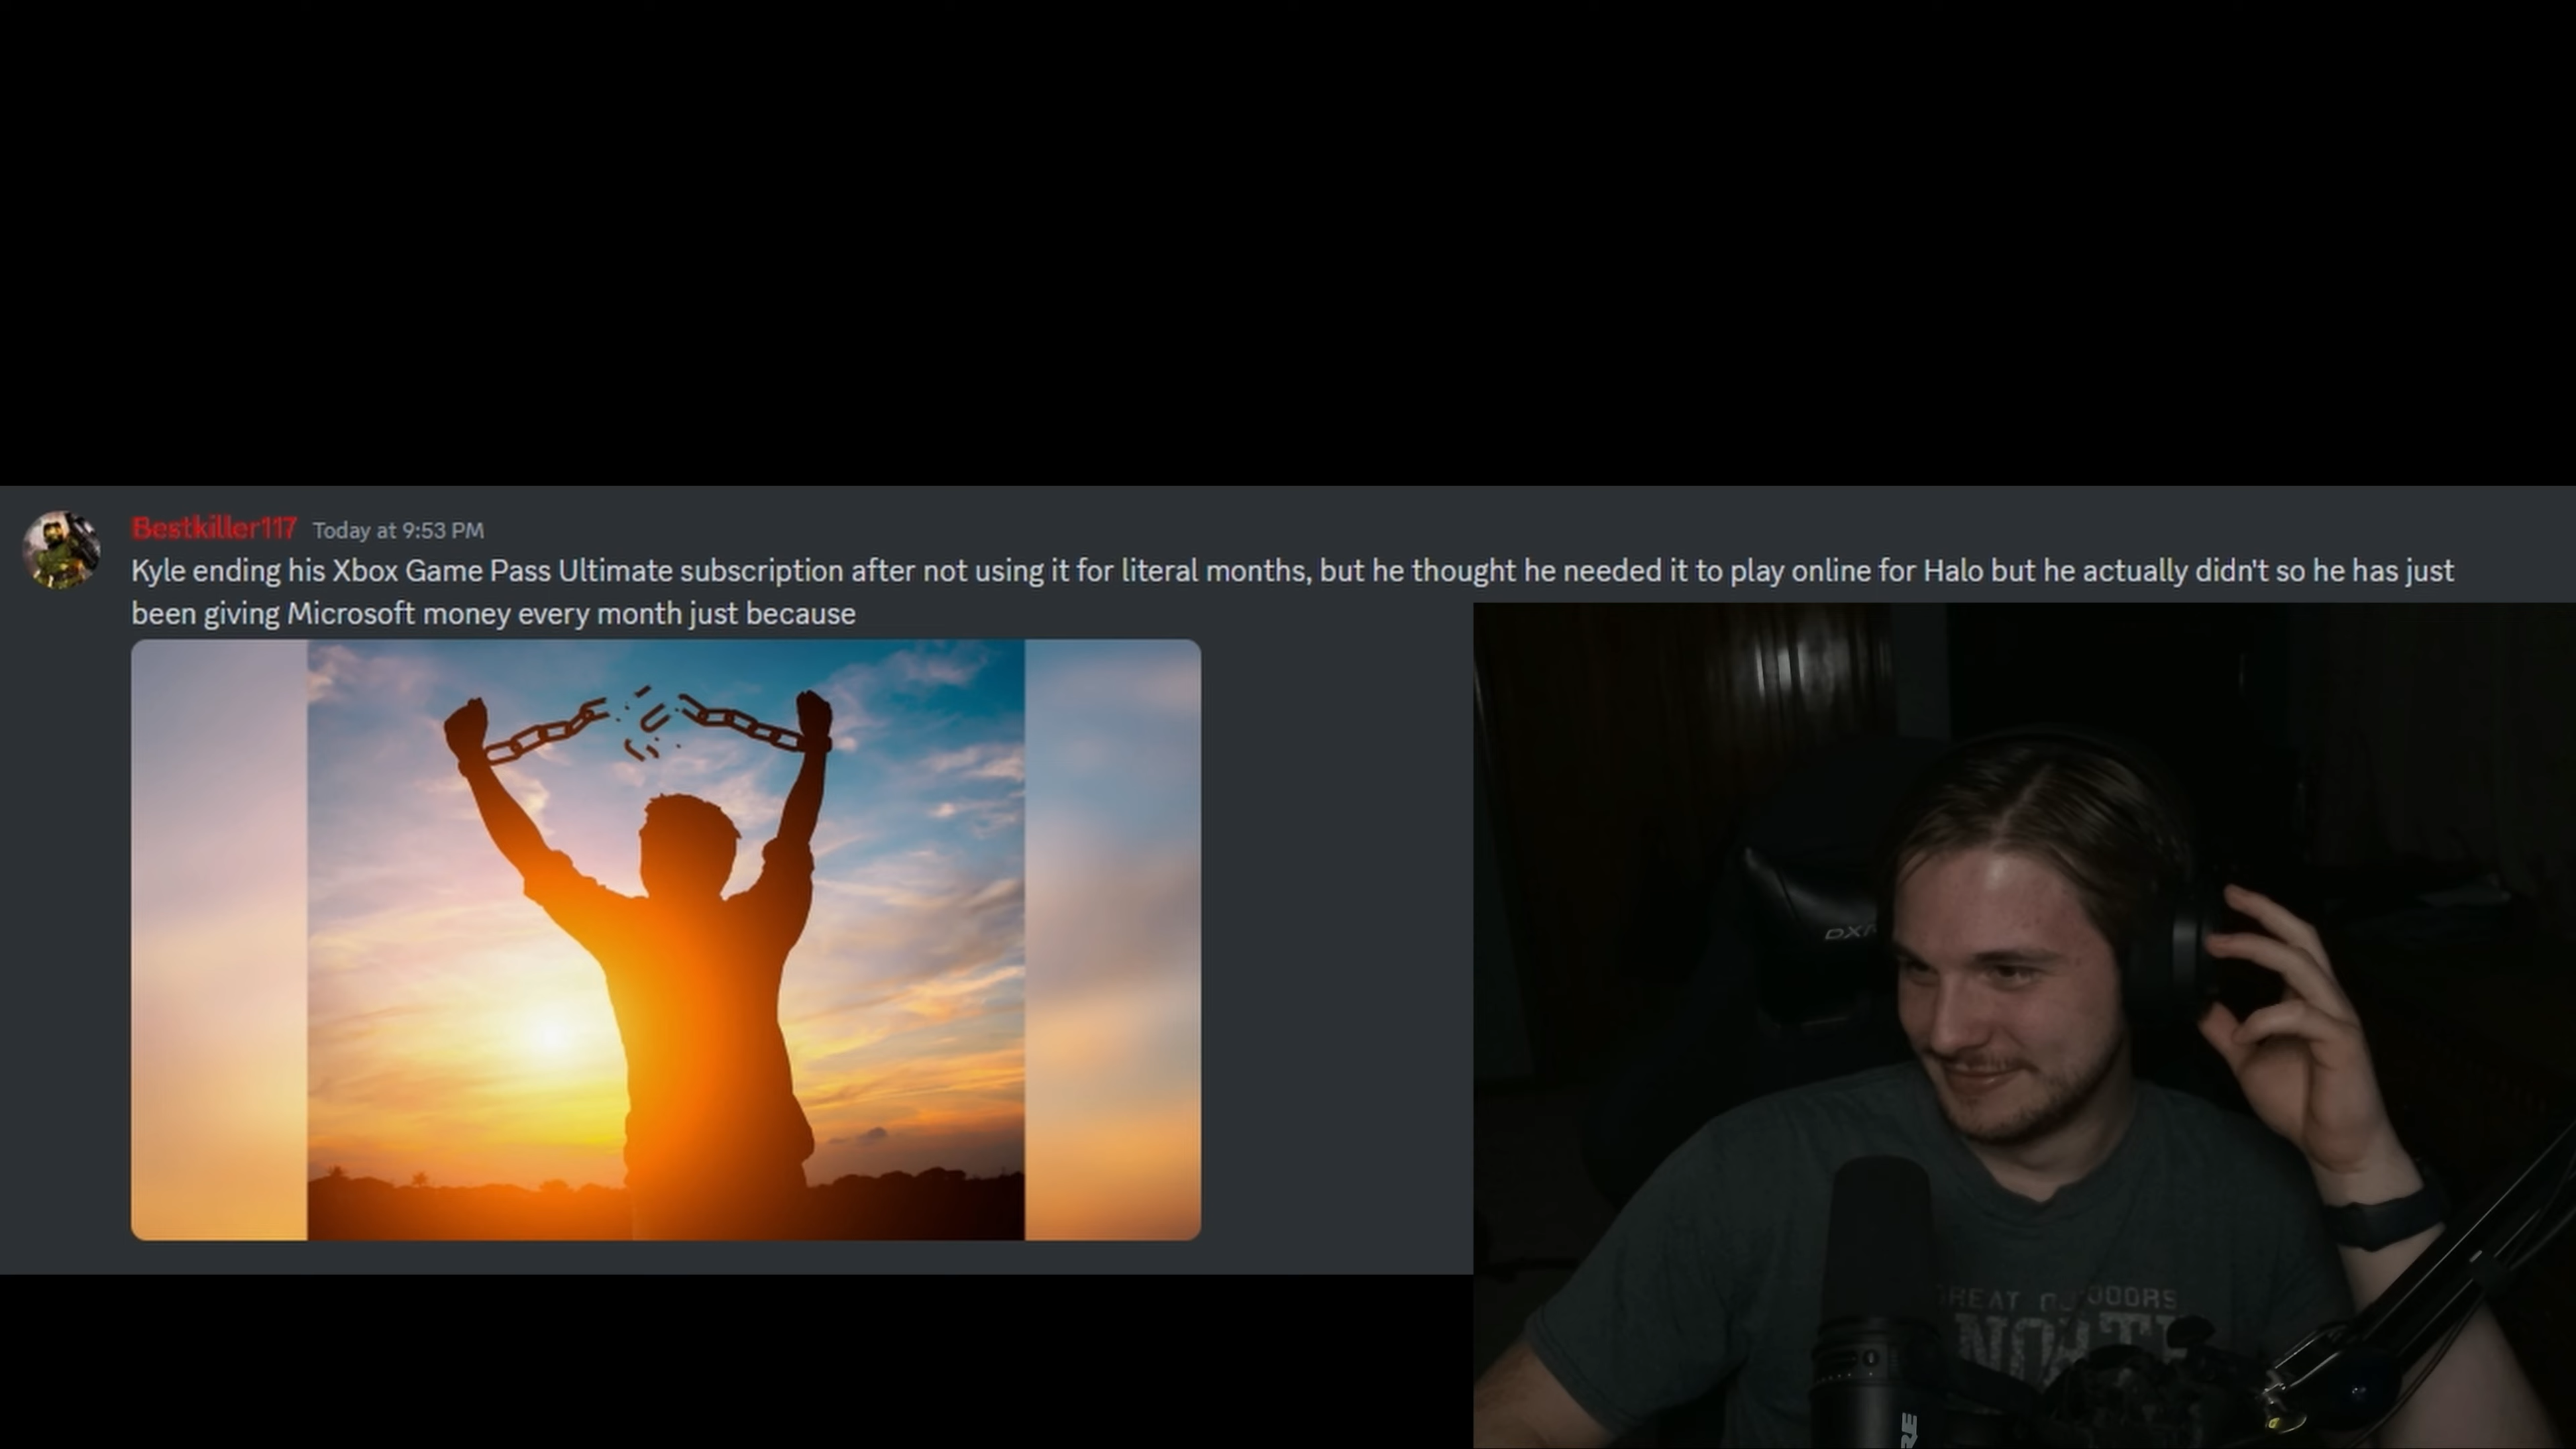 Bestkiller117 Today at 9:53 PM
Kyle ending his Xbox Game Pass Ultimate subscription after not using it for literal months, but he thought he needed it to play online for Halo but he actually didn't so he has just
been giving Microsoft money every month just because
GREAT OUTDOORS